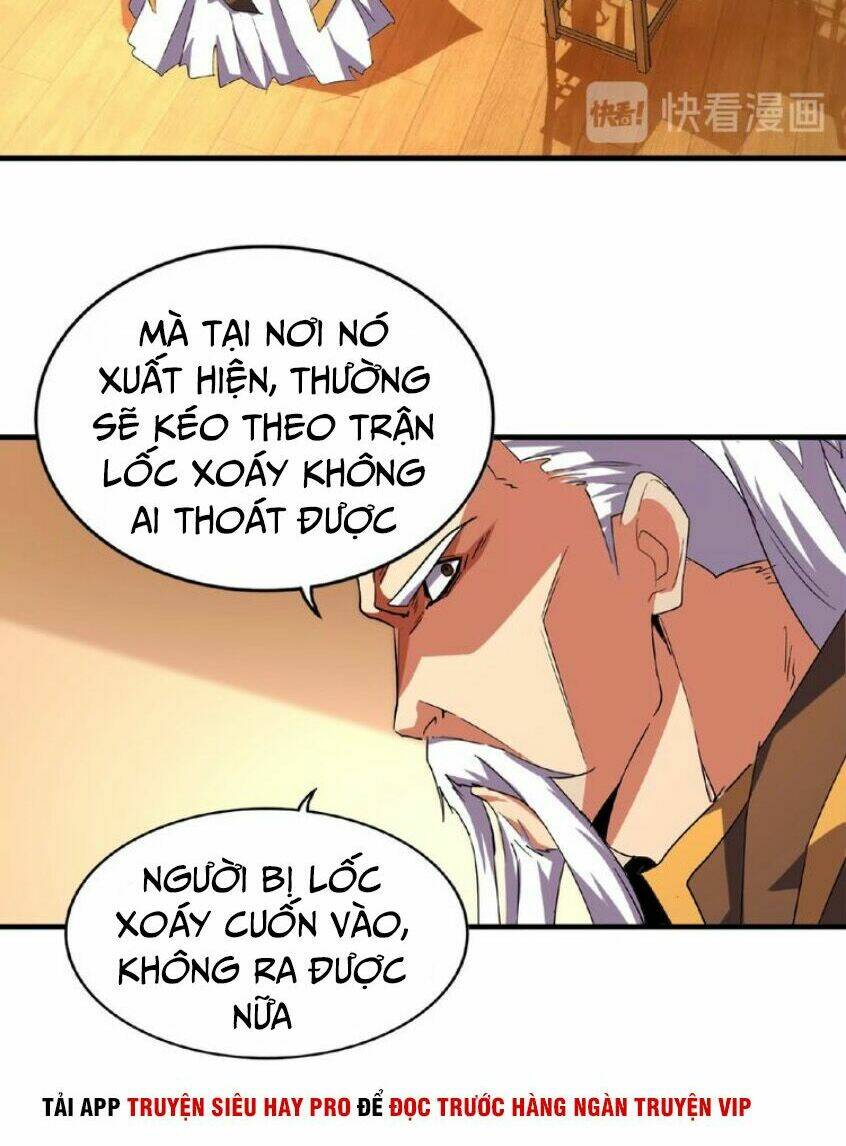 快看! 快看漫画
MÀ TẠI NƠI NÓ
XUẤT HIỆN, THƯỜNG
SẼ KÉO THEO TRẬN
LỐC XOÁY KHÔNG
AI THOÁT ĐƯỢC
NGƯỜI BỊ LỐC
XOÁY CUỐN VÀO,
KHÔNG RA ĐƯỢC
NỮA
TẢI APP TRUYỆN SIÊU HAY PRO ĐỂ ĐỌC TRƯỚC HÀNG NGÀN TRUYỆN VIP